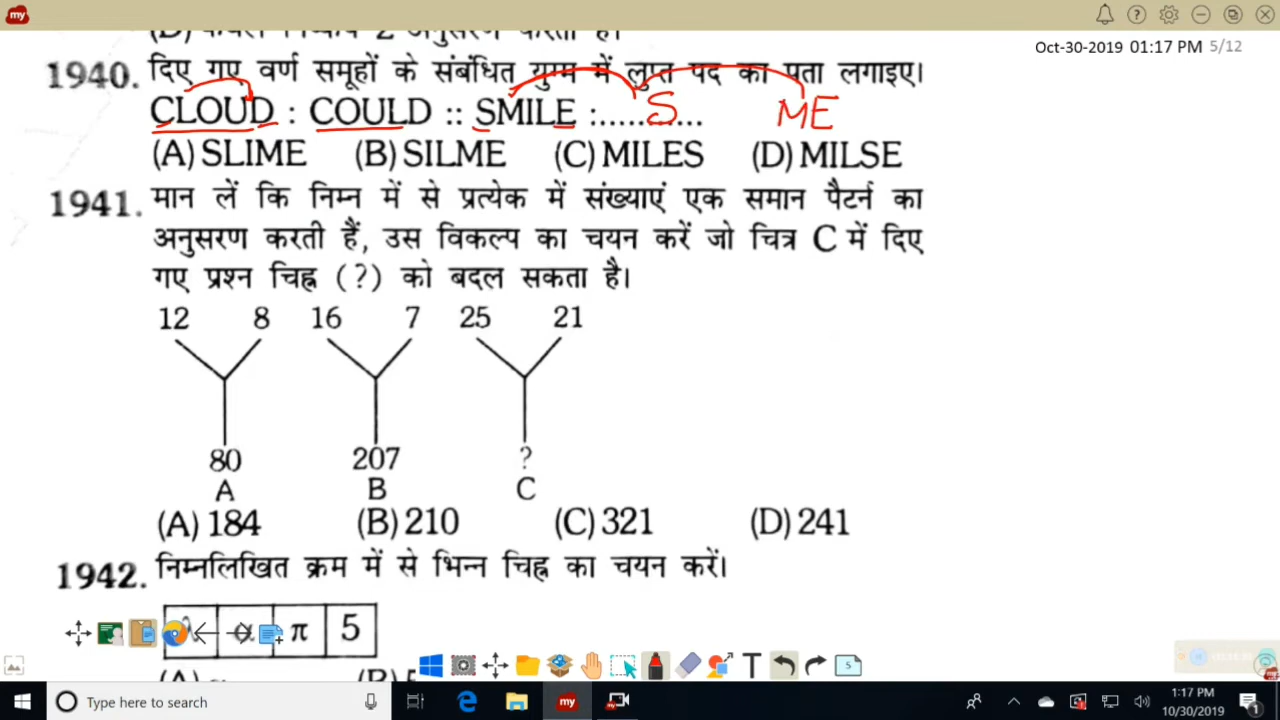 my
Oct-30-2019 01:17 PM 5/12
1940. दिए गए वर्ण समूहों के संबंधित युग्म में लुप्त पद का पता लगाइए।
CLOUD : COULD :: SMILE :........... S ME
(A) SLIME (B) SILME (C) MILES (D) MILSE
1941. मान लें कि निम्न में से प्रत्येक में संख्याएं एक समान पैटर्न का
अनुसरण करती हैं, उस विकल्प का चयन करें जो चित्र C में दिए
गए प्रश्न चिह्न (?) को बदल सकता है।
12 8 16 7 25 21
80 207 ?
A B C
(A) 184 (B) 210 (C) 321 (D) 241
1942. निम्नलिखित क्रम में से भिन्न चिह्न का चयन करें।
π 5
T 5
Type here to search
my
1:17 PM
10/30/2019